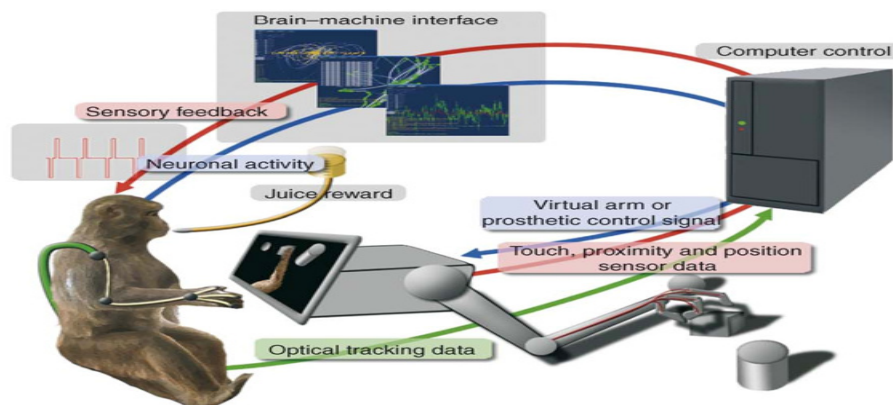 Brain–machine interface
Computer control
Sensory feedback
Neuronal activity
Juice reward
Virtual arm or
prosthetic control signal
Touch, proximity and position
sensor data
Optical tracking data